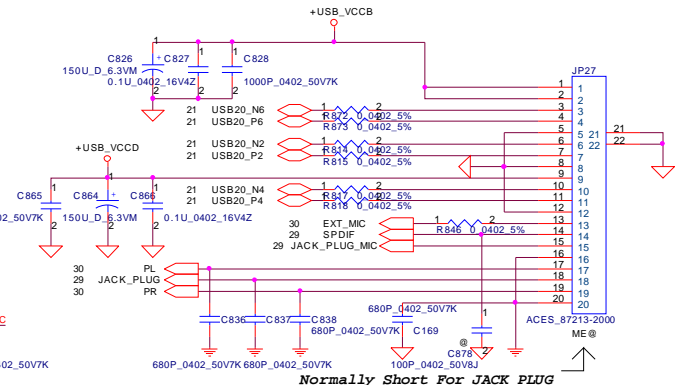 +USB_VCCB
C826
150U_D_6.3VM
C827
0.1U_0402_16V4Z
C828
1000P_0402_50V7K
1
2
1
2
1
2
21 USB20_N6
21 USB20_P6
1 2
R872 0_0402_5%
R873 0_0402_5%
21 USB20_N2
21 USB20_P2
1 2
R814 0_0402_5%
R815 0_0402_5%
+USB_VCCD
C865
02_50V7K
C864
150U_D_6.3VM
C866
0.1U_0402_16V4Z
1
2
1
2
1
2
21 USB20_N4
21 USB20_P4
1 2
R817 0_0402_5%
R818 0_0402_5%
30 EXT_MIC
29 SPDIF
29 JACK_PLUG_MIC
1 2
R846 0_0402_5%
30 PL
29 JACK_PLUG
30 PR
C836
C837
C838
680P_0402_50V7K
680P_0402_50V7K
680P_0402_50V7K
680P_0402_50V7K
C169
1
@
C878
2
100P_0402_50V8J
JP27
1 1
2 2
3 3
4 4
5 5 21 21
6 6 22 22
7 7
8 8
9 9
10 10
11 11
12 12
13 13
14 14
15 15
16 16
17 17
18 18
19 19
20 20
ACES_87213-2000
ME@
02_50V7K
Normally Short For JACK PLUG